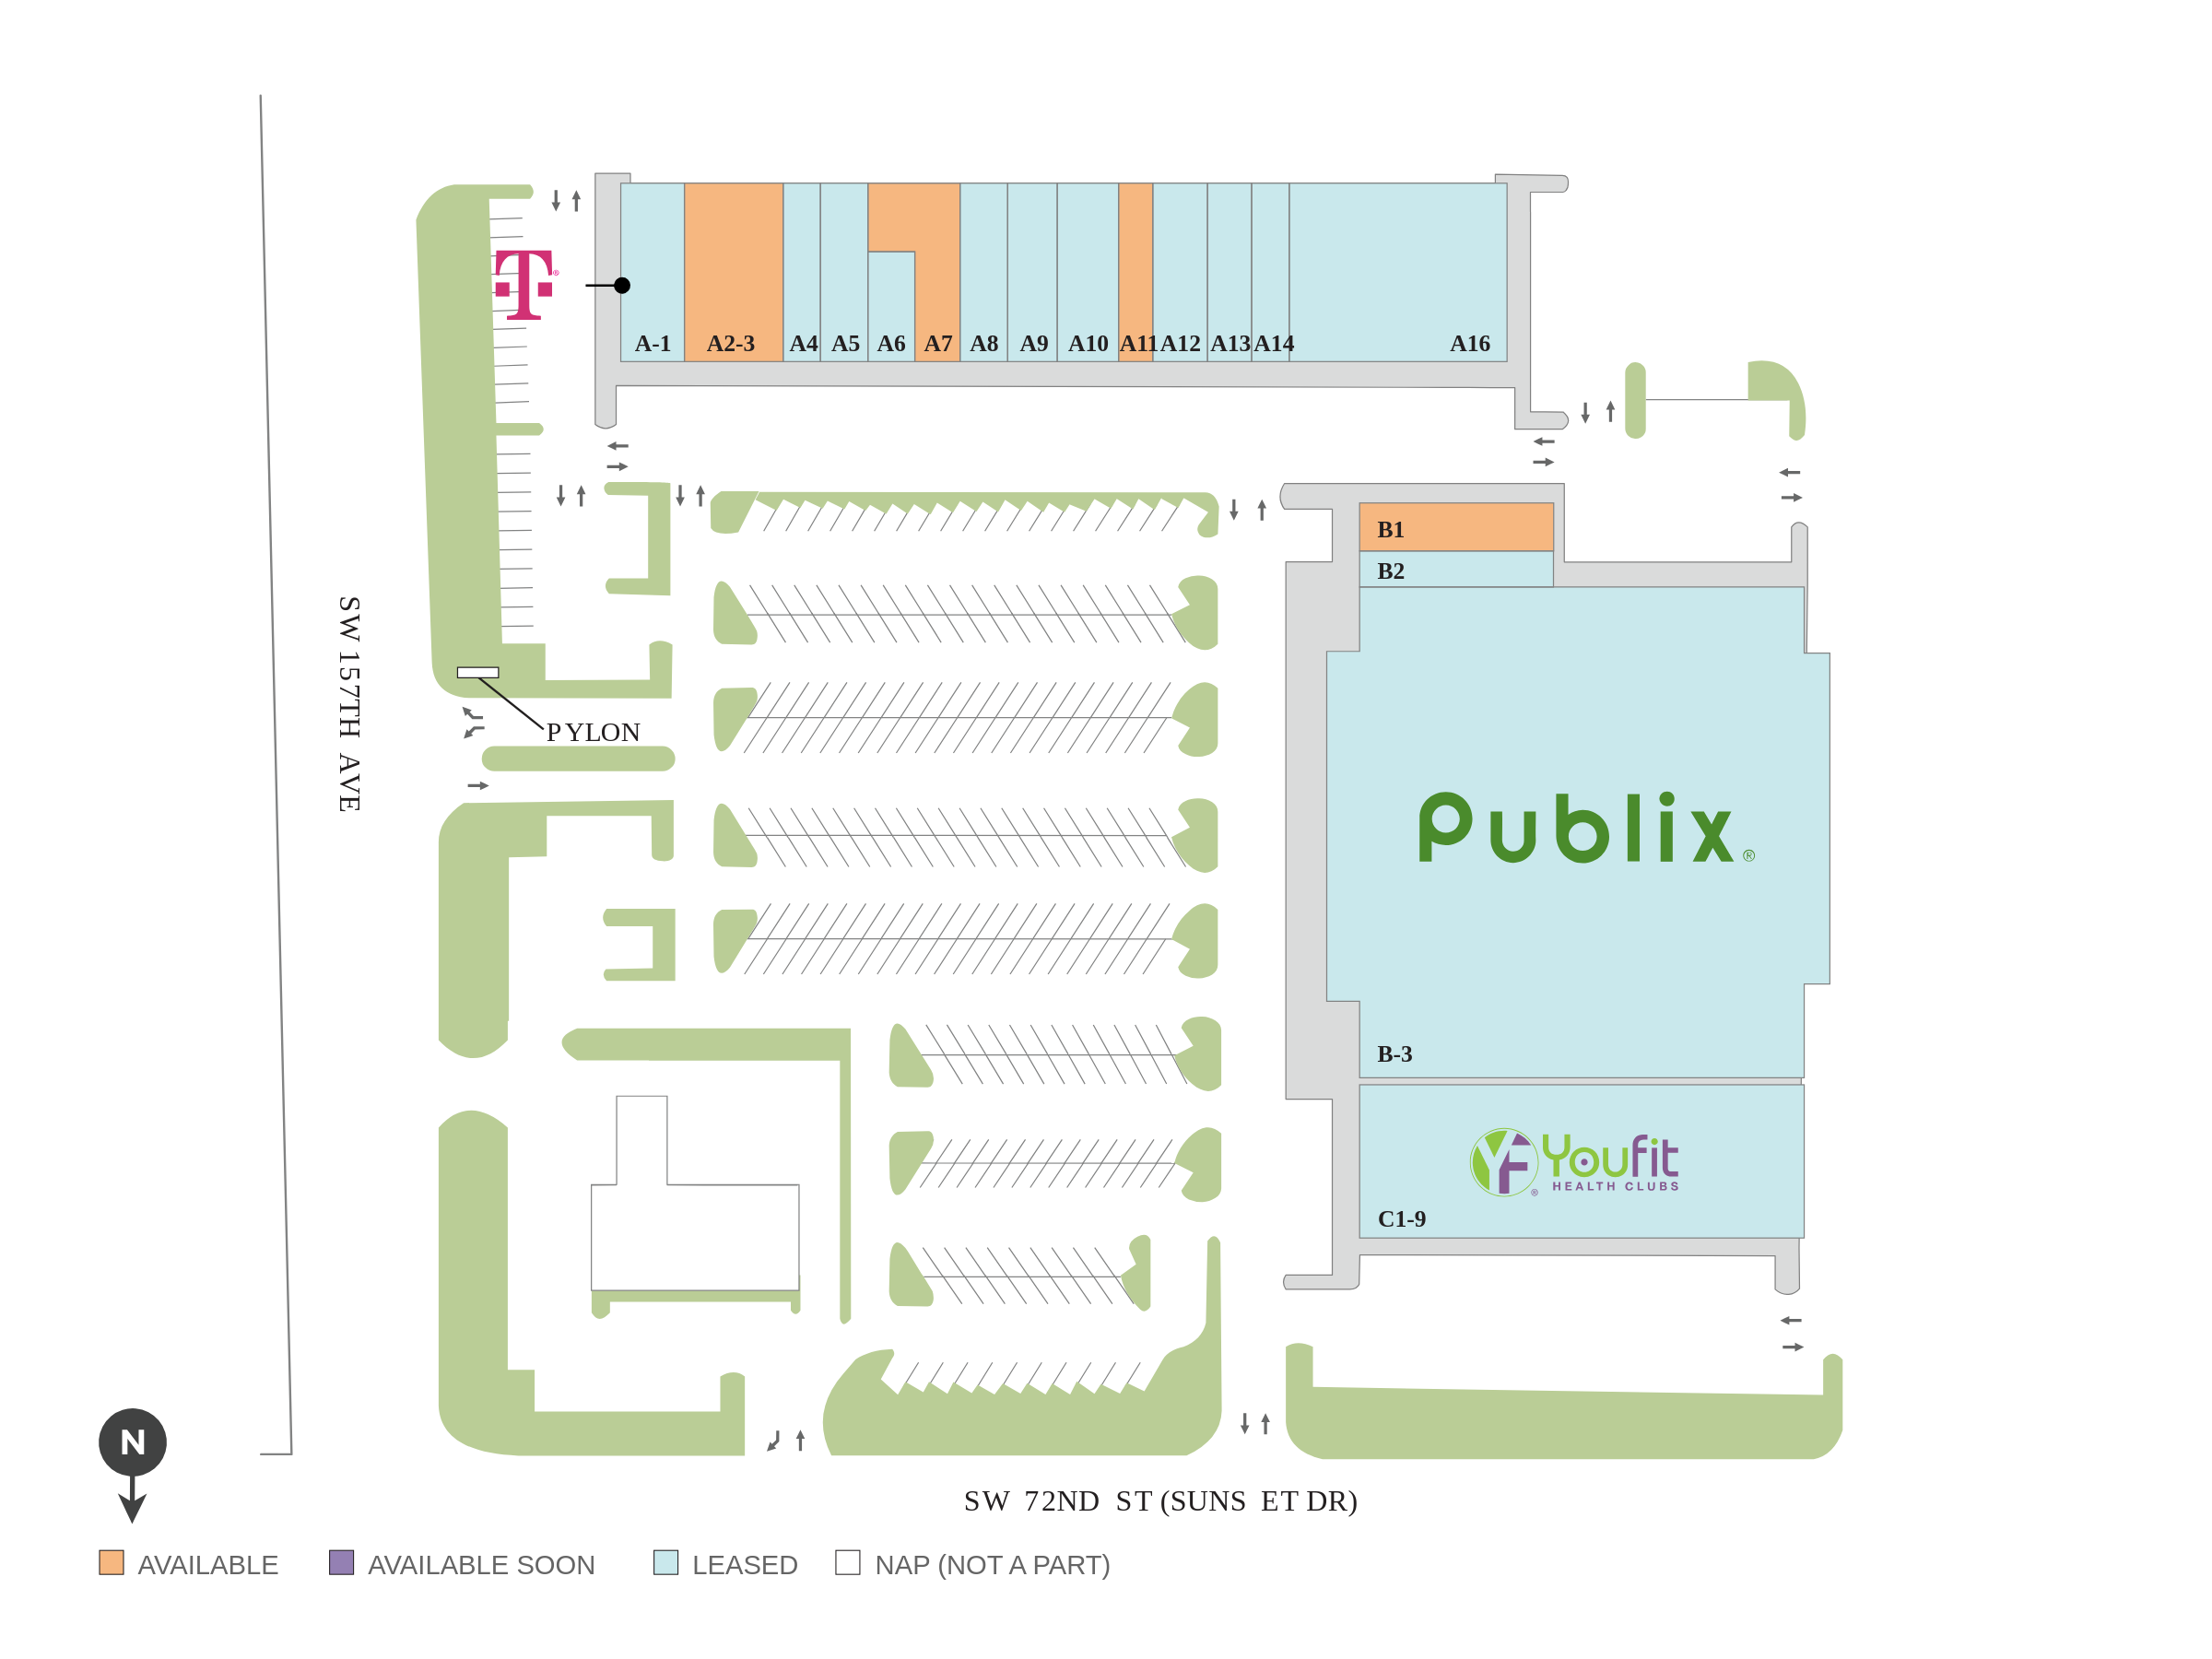 A-1 A2-3 A4 A5 A6 A7 A8 A9 A10 A11 A12 A13 A14 A16
T®
B1
B2
SW 157TH AVE
PYLON
Publix®
B-3
YF® Youfit
HEALTH CLUBS
C1-9
N
SW 72ND ST (SUNSET DR)
AVAILABLE AVAILABLE SOON LEASED NAP (NOT A PART)